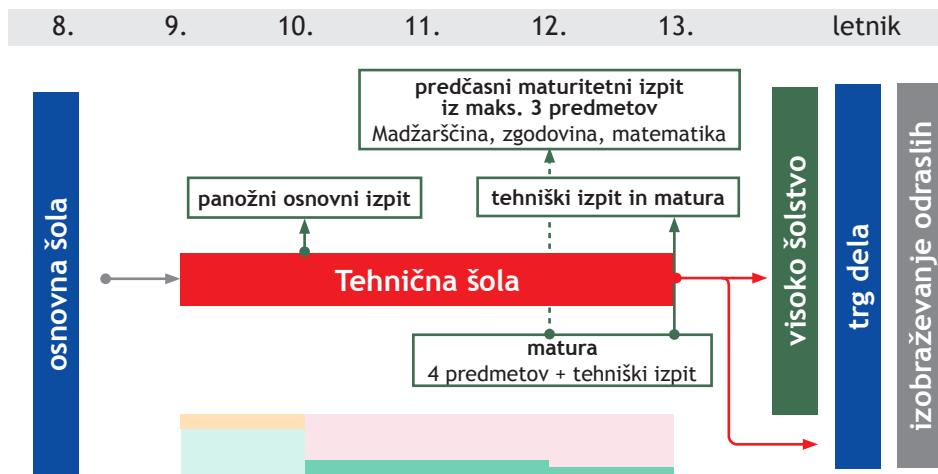 8. 9. 10. 11. 12. 13. letnik
predčasni maturitetni izpit
iz maks. 3 predmetov
Madžarščina, zgodovina, matematika
panožni osnovni izpit
tehniški izpit in matura
osnovna šola
Tehnična šola
matura
4 predmetov + tehniški izpit
visoko šolstvo
trg dela
izobraževanje odraslih